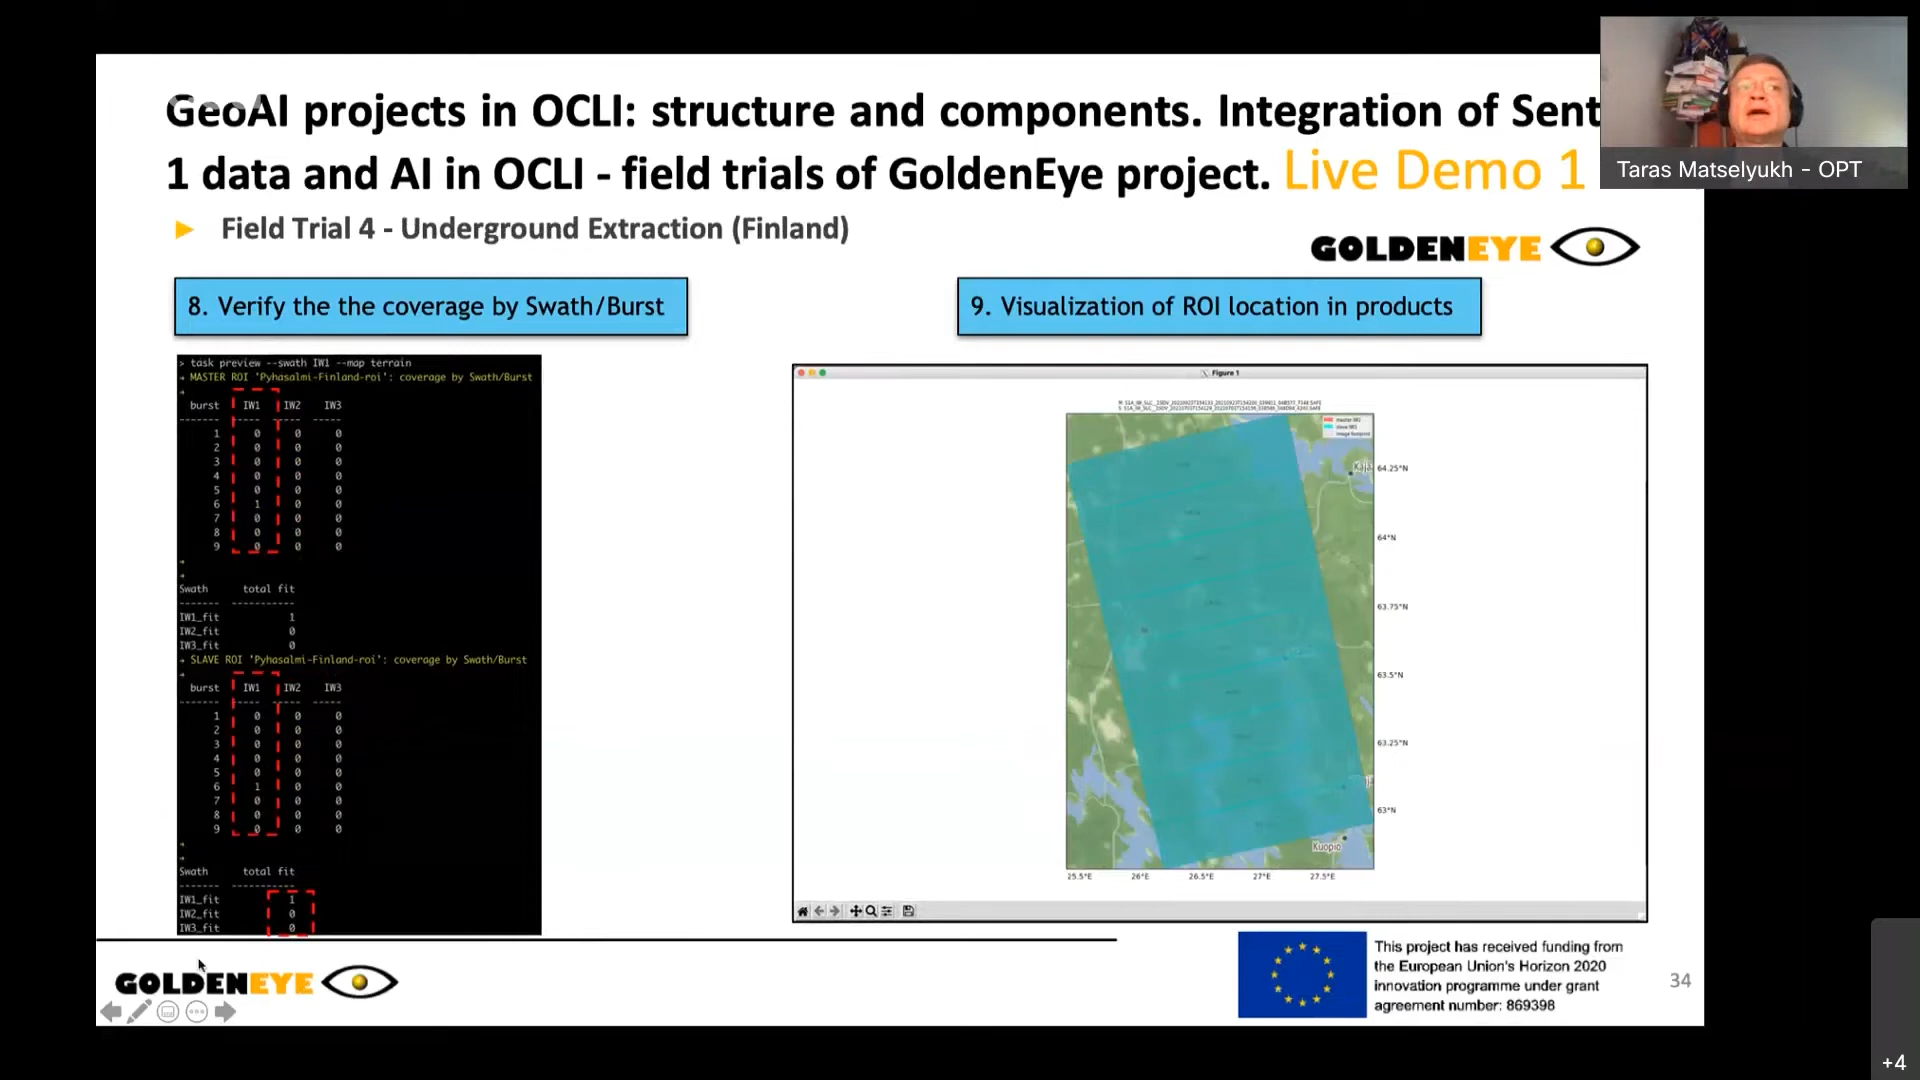 GeoAI projects in OCLI: structure and components. Integration of Sent
1 data and AI in OCLI - field trials of GoldenEye project. Live Demo 1
Taras Matselyukh - OPT
Field Trial 4 - Underground Extraction (Finland)
GOLDENEYE
8. Verify the the coverage by Swath/Burst
9. Visualization of ROI location in products
> task preview --swath IW1 --map terrain
MASTER ROI 'Pyhasalmi-Finland-roi': coverage by Swath/Burst
burst IW1 IW2 IW3
1 0 0 0
2 0 0 0
3 0 0 0
4 0 0 0
5 0 0 0
6 1 0 0
7 0 0 0
8 0 0 0
9 0 0 0
Swath total fit
IW1_fit 1
IW2_fit 0
IW3_fit 0
SLAVE ROI 'Pyhasalmi-Finland-roi': coverage by Swath/Burst
burst IW1 IW2 IW3
1 0 0 0
2 0 0 0
3 0 0 0
4 0 0 0
5 0 0 0
6 1 0 0
7 0 0 0
8 0 0 0
9 0 0 0
Swath total fit
IW1_fit 1
IW2_fit 0
IW3_fit 0
Figure 1
master IW1
slave IW1
image footprint
64.25°N
64°N
63.75°N
63.5°N
63.25°N
63°N
Kuopio
25.5°E 26°E 26.5°E 27°E 27.5°E
GOLDENEYE
This project has received funding from
the European Union's Horizon 2020
innovation programme under grant
agreement number: 869398
34
+4